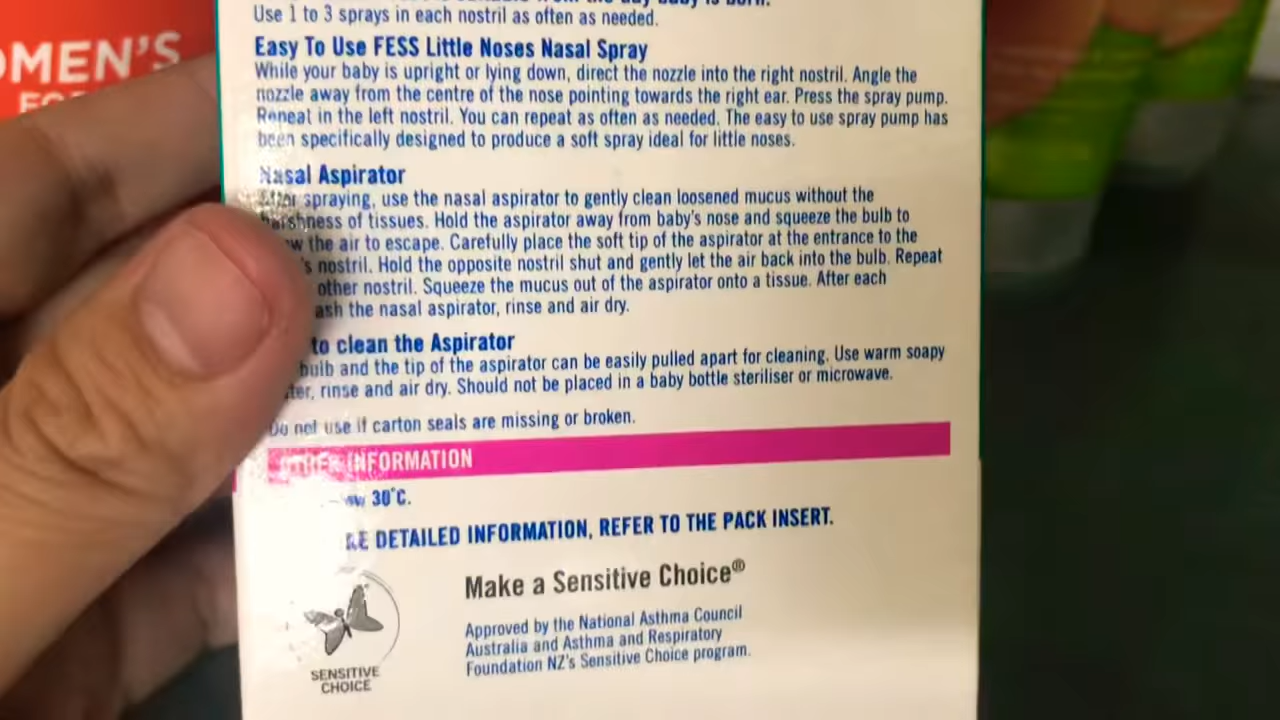 OMEN'S
day baby is born.
Use 1 to 3 sprays in each nostril as often as needed.
Easy To Use FESS Little Noses Nasal Spray
While your baby is upright or lying down, direct the nozzle into the right nostril. Angle the
nozzle away from the centre of the nose pointing towards the right ear. Press the spray pump.
Repeat in the left nostril. You can repeat as often as needed. The easy to use spray pump has
been specifically designed to produce a soft spray ideal for little noses.
Nasal Aspirator
After spraying, use the nasal aspirator to gently clean loosened mucus without the
harshness of tissues. Hold the aspirator away from baby's nose and squeeze the bulb to
the air to escape. Carefully place the soft tip of the aspirator at the entrance to the
's nostril. Hold the opposite nostril shut and gently let the air back into the bulb. Repeat
other nostril. Squeeze the mucus out of the aspirator onto a tissue. After each
ash the nasal aspirator, rinse and air dry.
to clean the Aspirator
bulb and the tip of the aspirator can be easily pulled apart for cleaning. Use warm soapy
ter, rinse and air dry. Should not be placed in a baby bottle steriliser or microwave.
Do not use if carton seals are missing or broken.
OTHER INFORMATION
30°C.
RE DETAILED INFORMATION, REFER TO THE PACK INSERT.
Make a Sensitive Choice®
Approved by the National Asthma Council
Australia and Asthma and Respiratory
Foundation NZ's Sensitive Choice program.
SENSITIVE
CHOICE